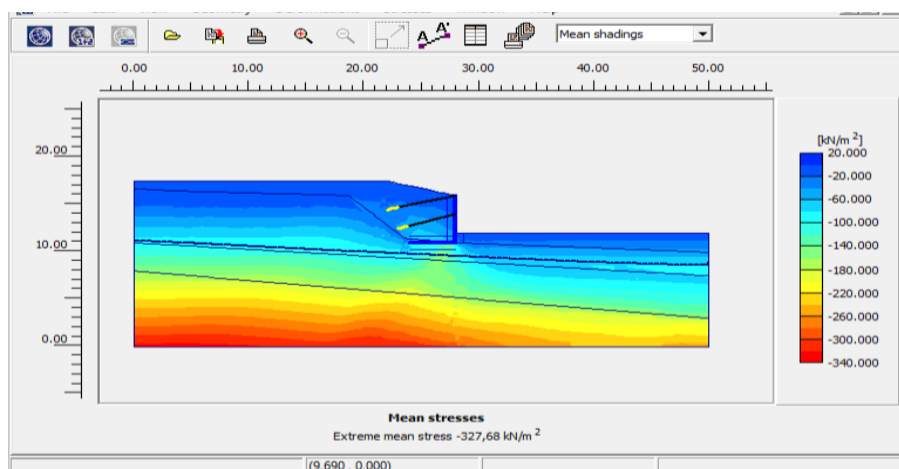 Mean shadings
0.00 10.00 20.00 30.00 40.00 50.00
20.00
10.00
0.00
[kN/m ²]
20.000
-20.000
-60.000
-100.000
-140.000
-180.000
-220.000
-260.000
-300.000
-340.000
Mean stresses
Extreme mean stress -327,68 kN/m ²
(9.690 , 0.000)